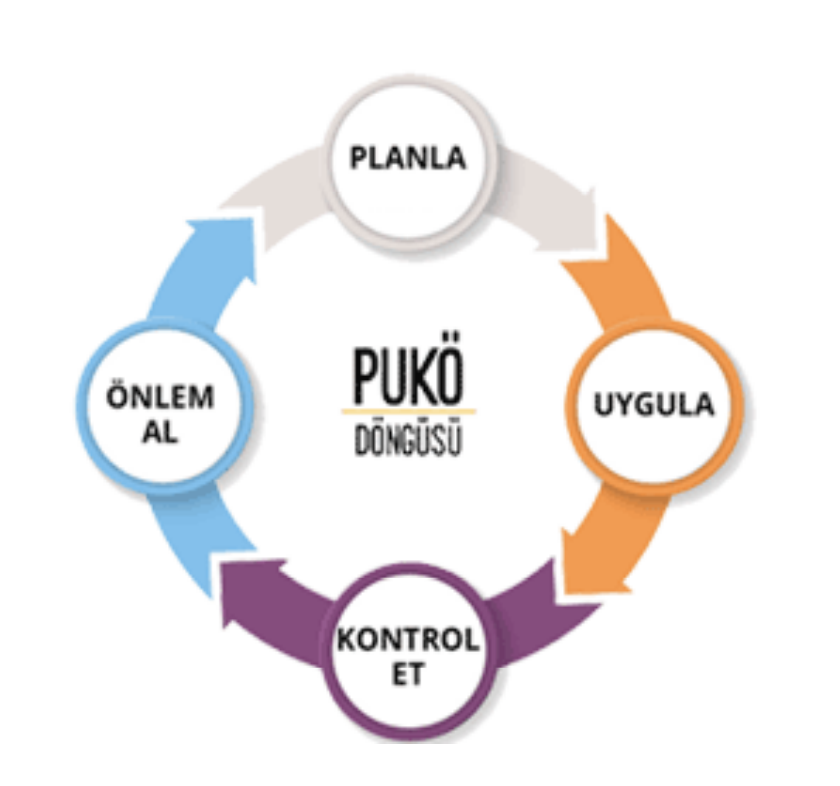 PLANLA
UYGULA
KONTROL
ET
ÖNLEM
AL
PUKÖ
DÖNGÜSÜ